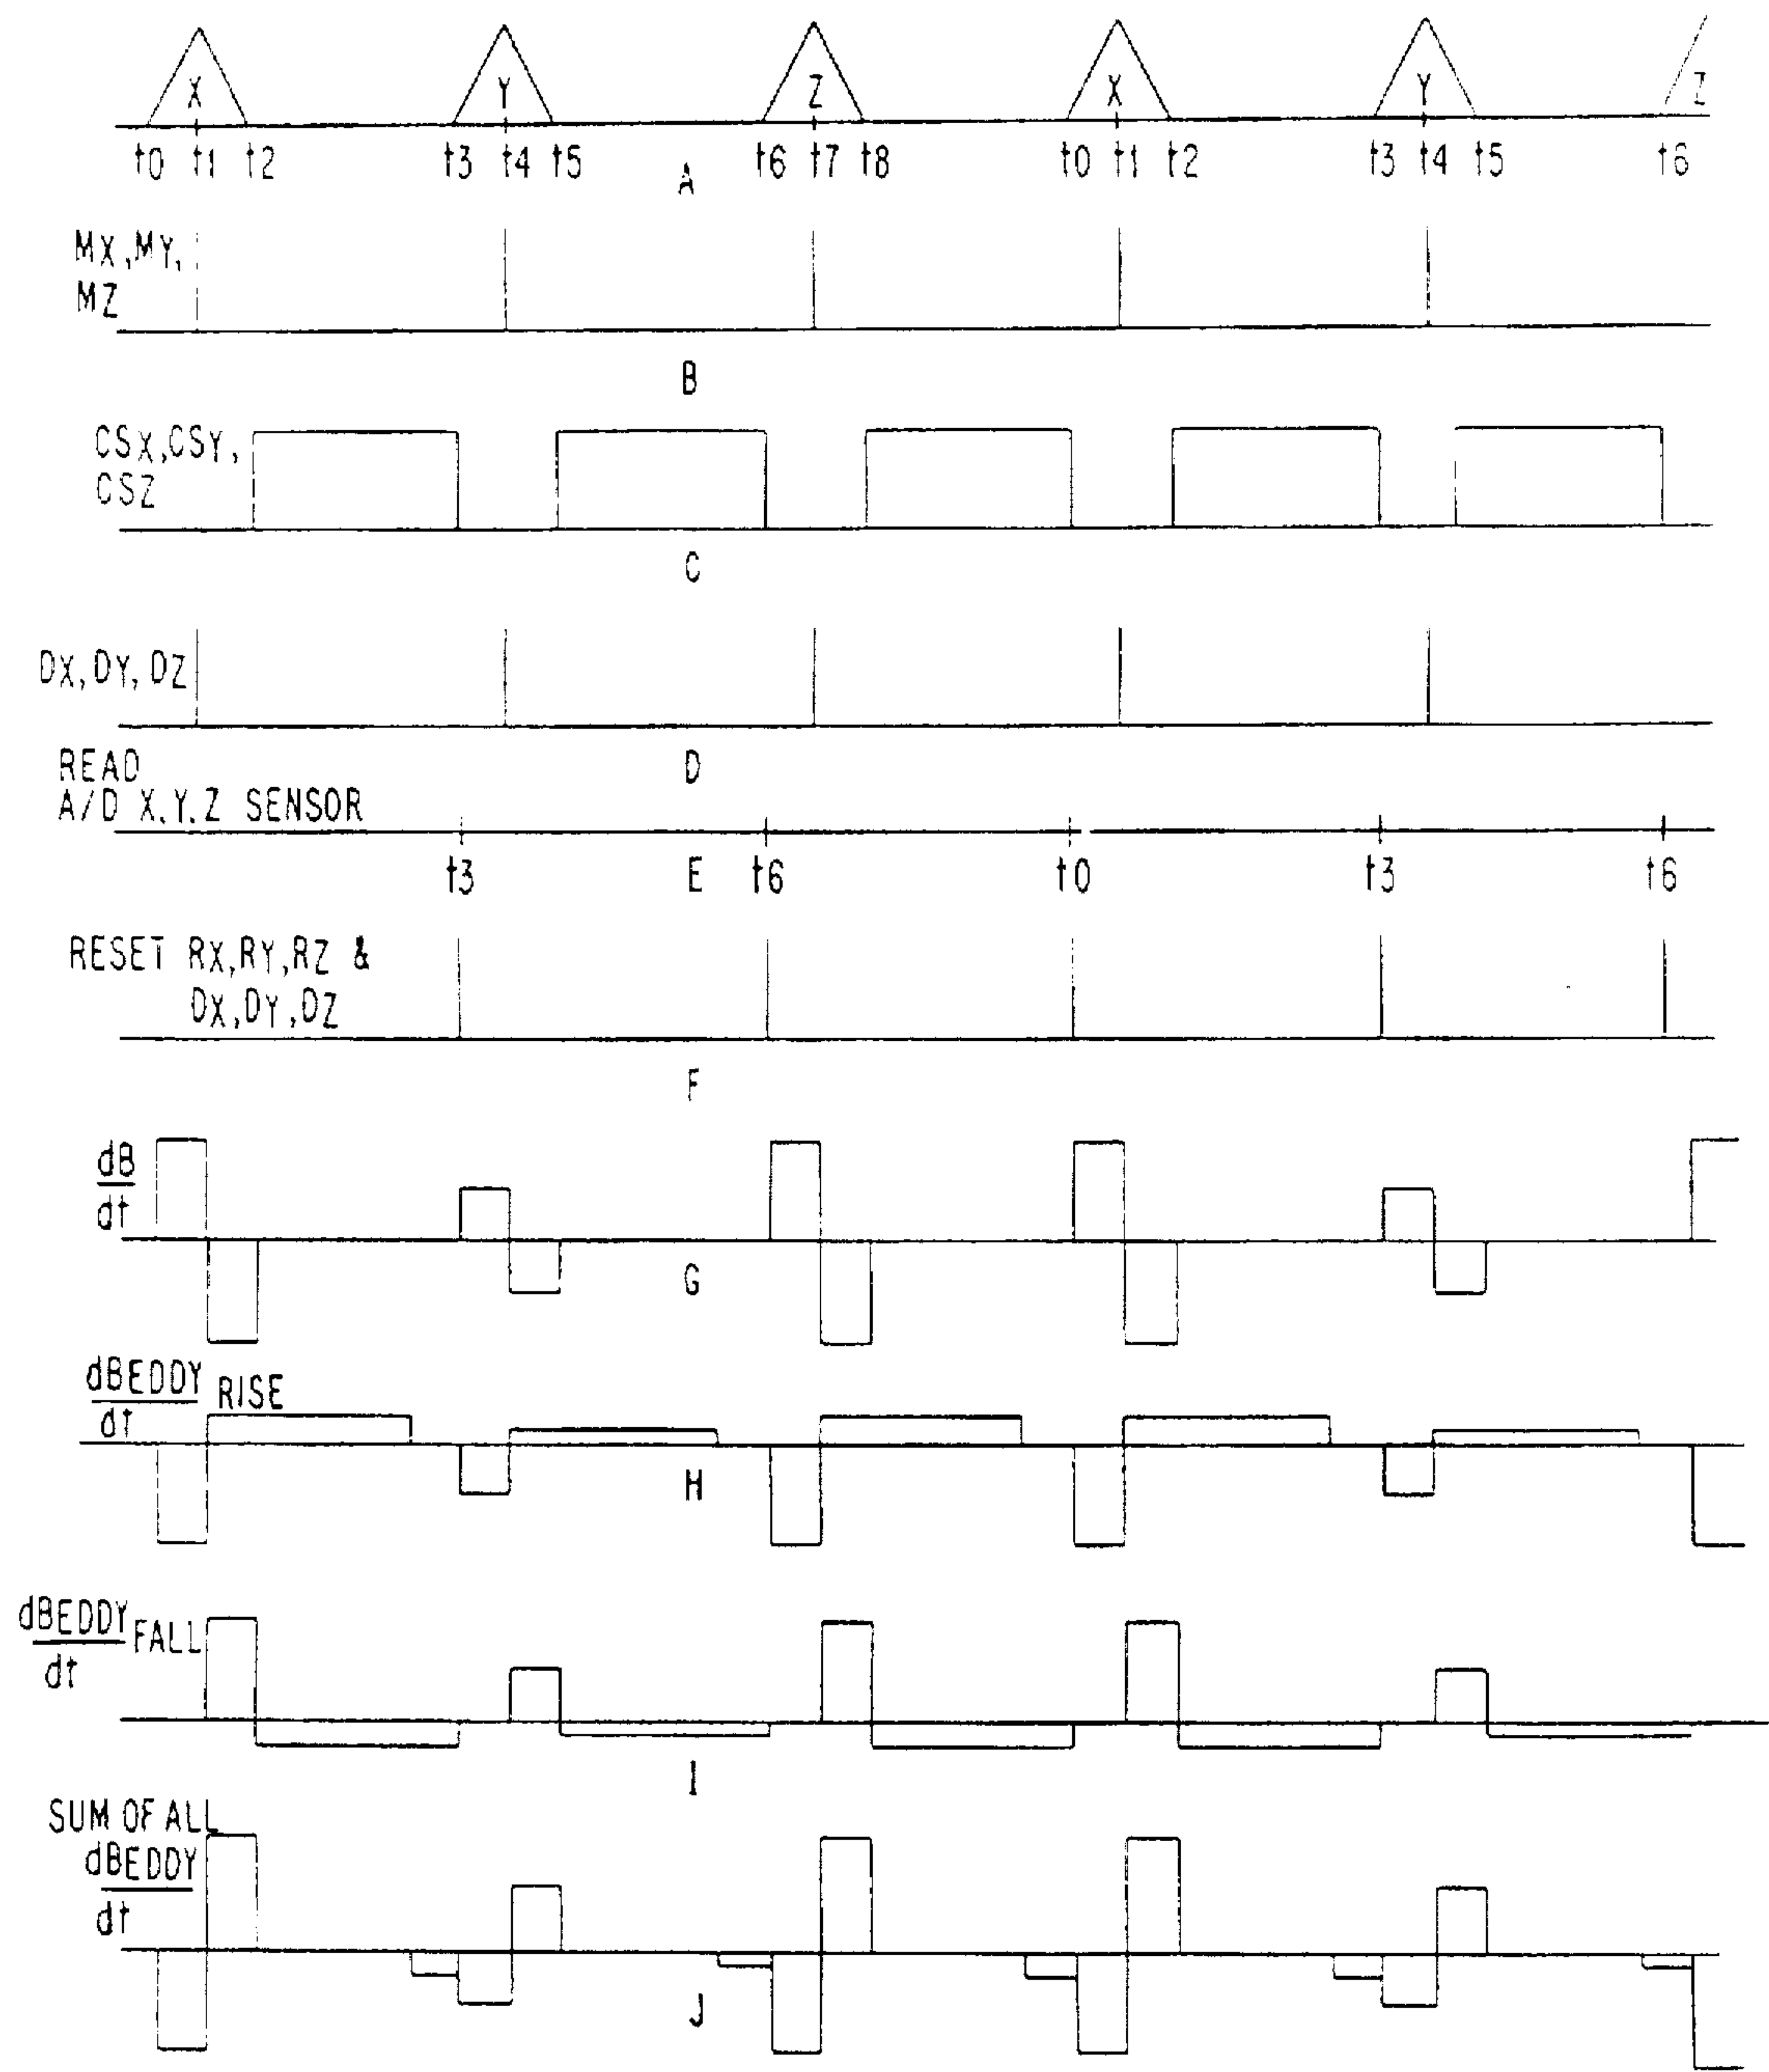 X Y Z X Y Z
t0 t1 t2 t3 t4 t5 t6 t7 t8 t0 t1 t2 t3 t4 t5 t6
A
MX,MY,
MZ
B
CSX,CSY,
CSZ
C
DX,DY,DZ
D
READ
A/D X,Y,Z SENSOR
t3 E t6 t0 t3 t6
RESET RX,RY,RZ &
DX,DY,DZ
F
dB
dt
G
dBEDDY RISE
dt
H
dBEDDY FALL
dt
I
SUM OF ALL
dBEDDY
dt
J